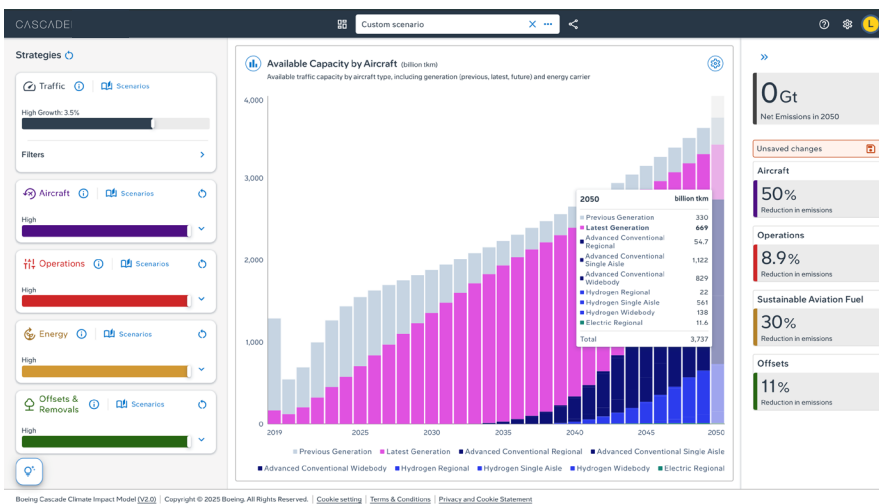 CASCADE
Custom scenario
L
Strategies
Traffic
Scenarios
High Growth: 3.5%
Filters
Aircraft
Scenarios
High
Operations
Scenarios
High
Energy
Scenarios
High
Offsets &
Removals
Scenarios
High
Available Capacity by Aircraft (billion tkm)
Available traffic capacity by aircraft type, including generation (previous, latest, future) and energy carrier
4,000
3,000
2,000
1,000
0
2019 2025 2030 2035 2040 2045 2050
2050 billion tkm
Previous Generation 330
Latest Generation 669
Advanced Conventional
Regional 54.7
Advanced Conventional
Single Aisle 1,122
Advanced Conventional
Widebody 829
Hydrogen Regional 22
Hydrogen Single Aisle 561
Hydrogen Widebody 138
Electric Regional 11.6
Total 3,737
Previous Generation Latest Generation Advanced Conventional Regional Advanced Conventional Single Aisle
Advanced Conventional Widebody Hydrogen Regional Hydrogen Single Aisle Hydrogen Widebody Electric Regional
0Gt
Net Emissions in 2050
Unsaved changes
Aircraft
50%
Reduction in emissions
Operations
8.9%
Reduction in emissions
Sustainable Aviation Fuel
30%
Reduction in emissions
Offsets
11%
Reduction in emissions
Boeing Cascade Climate Impact Model (V2.0) | Copyright © 2025 Boeing. All Rights Reserved. | Cookie setting | Terms & Conditions | Privacy and Cookie Statement